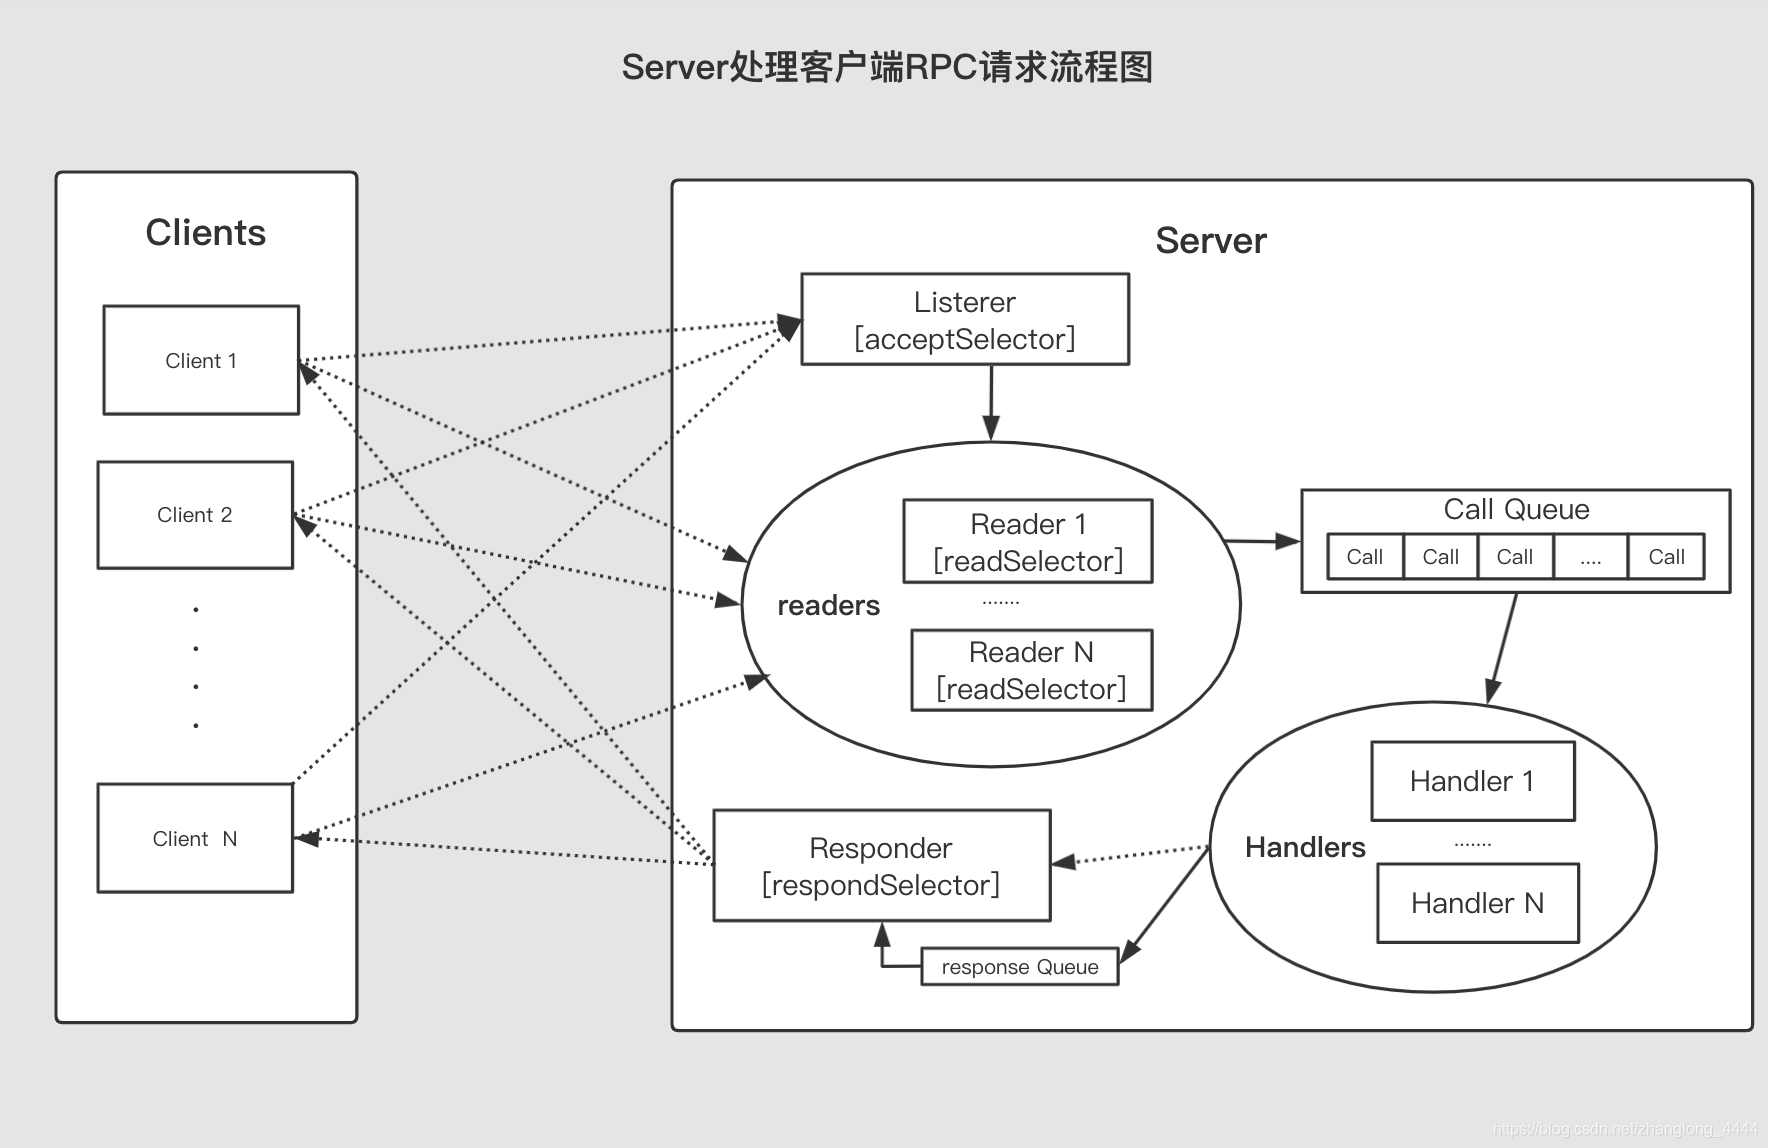 Server处理客户端RPC请求流程图
Clients
Client 1
Client 2
Client N
Server
Listerer
[acceptSelector]
readers
Reader 1
[readSelector]
.......
Reader N
[readSelector]
Call Queue
Call Call Call .... Call
Handlers
Handler 1
.......
Handler N
Responder
[respondSelector]
response Queue
https://blog.csdn.net/zhanglong_4444